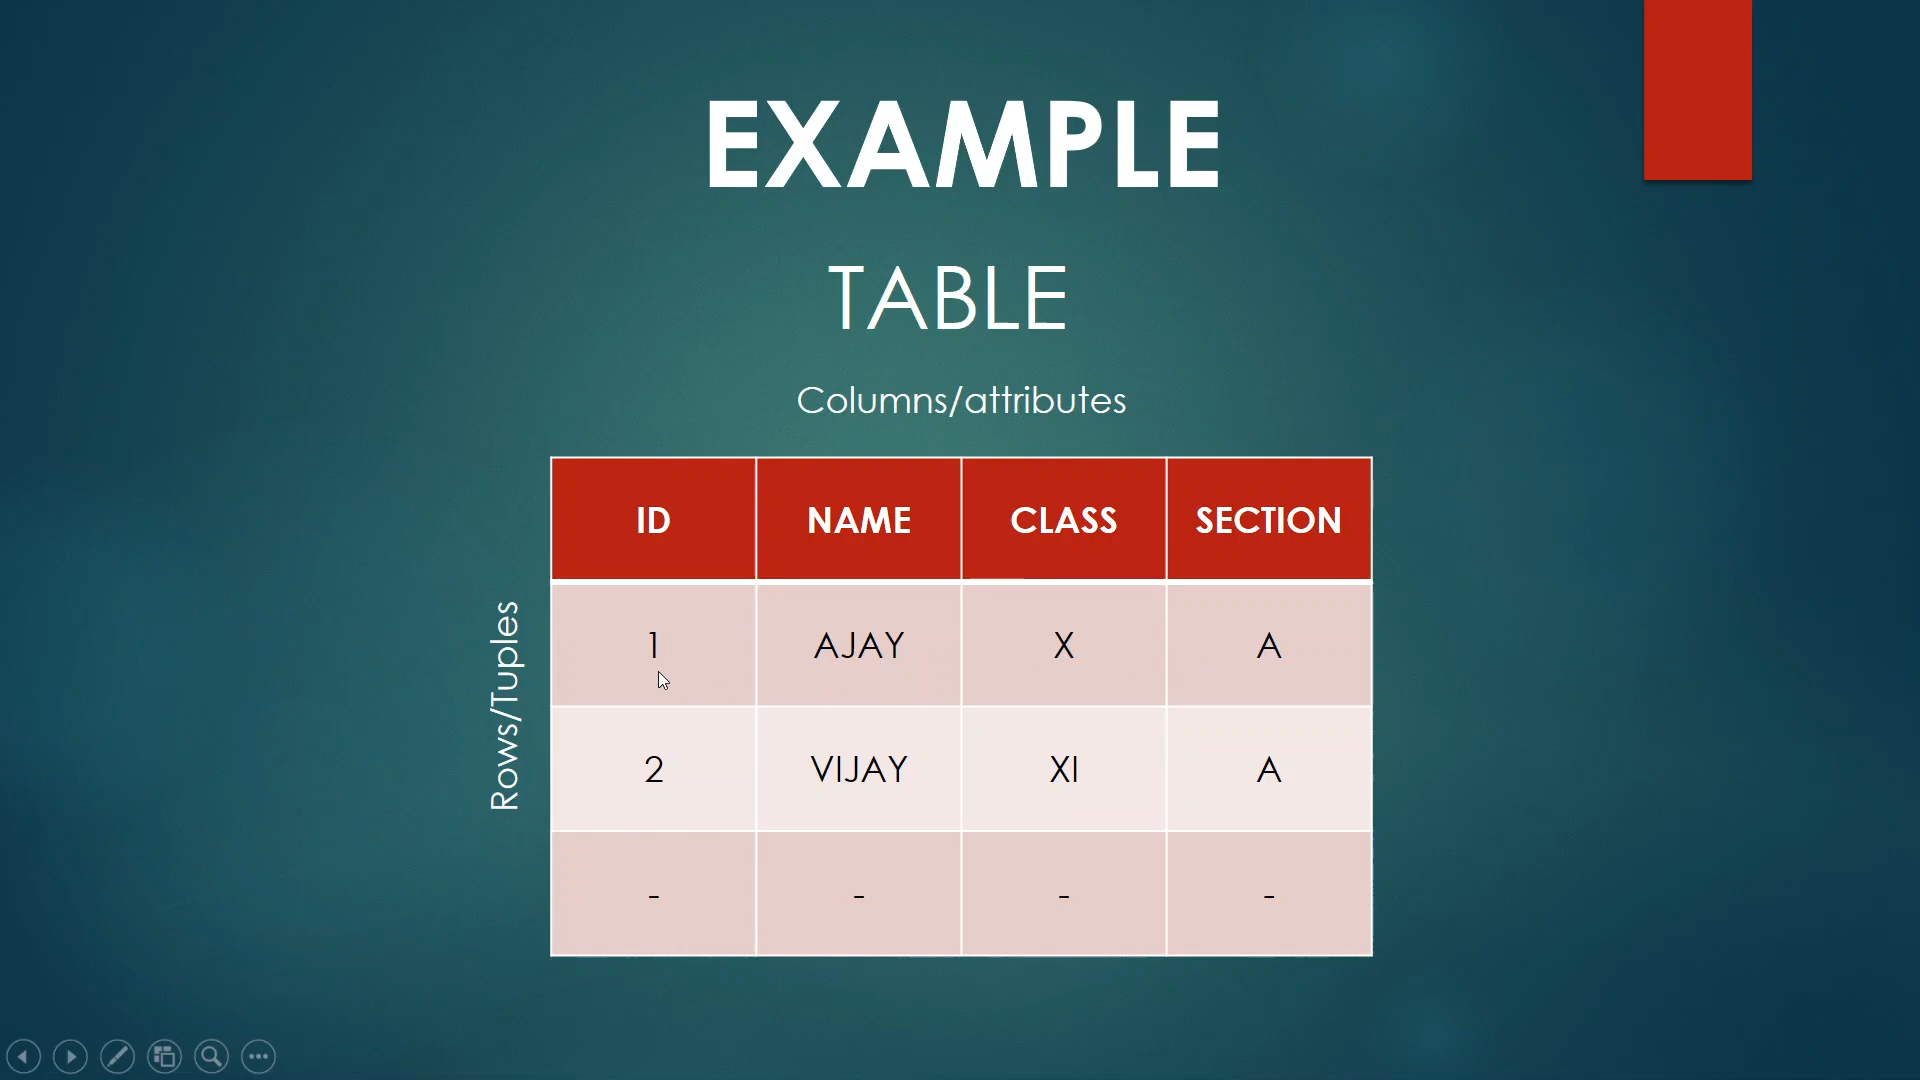 EXAMPLE
TABLE
Columns/attributes
Rows/Tuples
ID NAME CLASS SECTION
1 AJAY X A
2 VIJAY XI A
- - - -